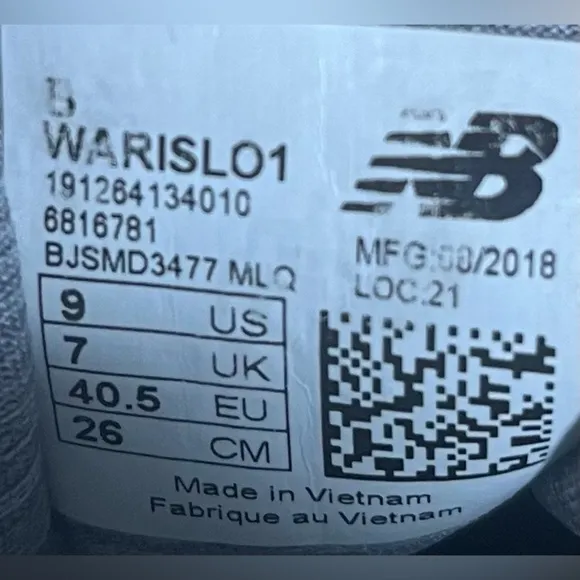 B
WARISLO1
191264134010
6816781
BJSMD3477 MLQ
NB
MFG: /2018
LOC.21
9 US
7 UK
40.5 EU
26 CM
Made in Vietnam
Fabrique au Vietnam